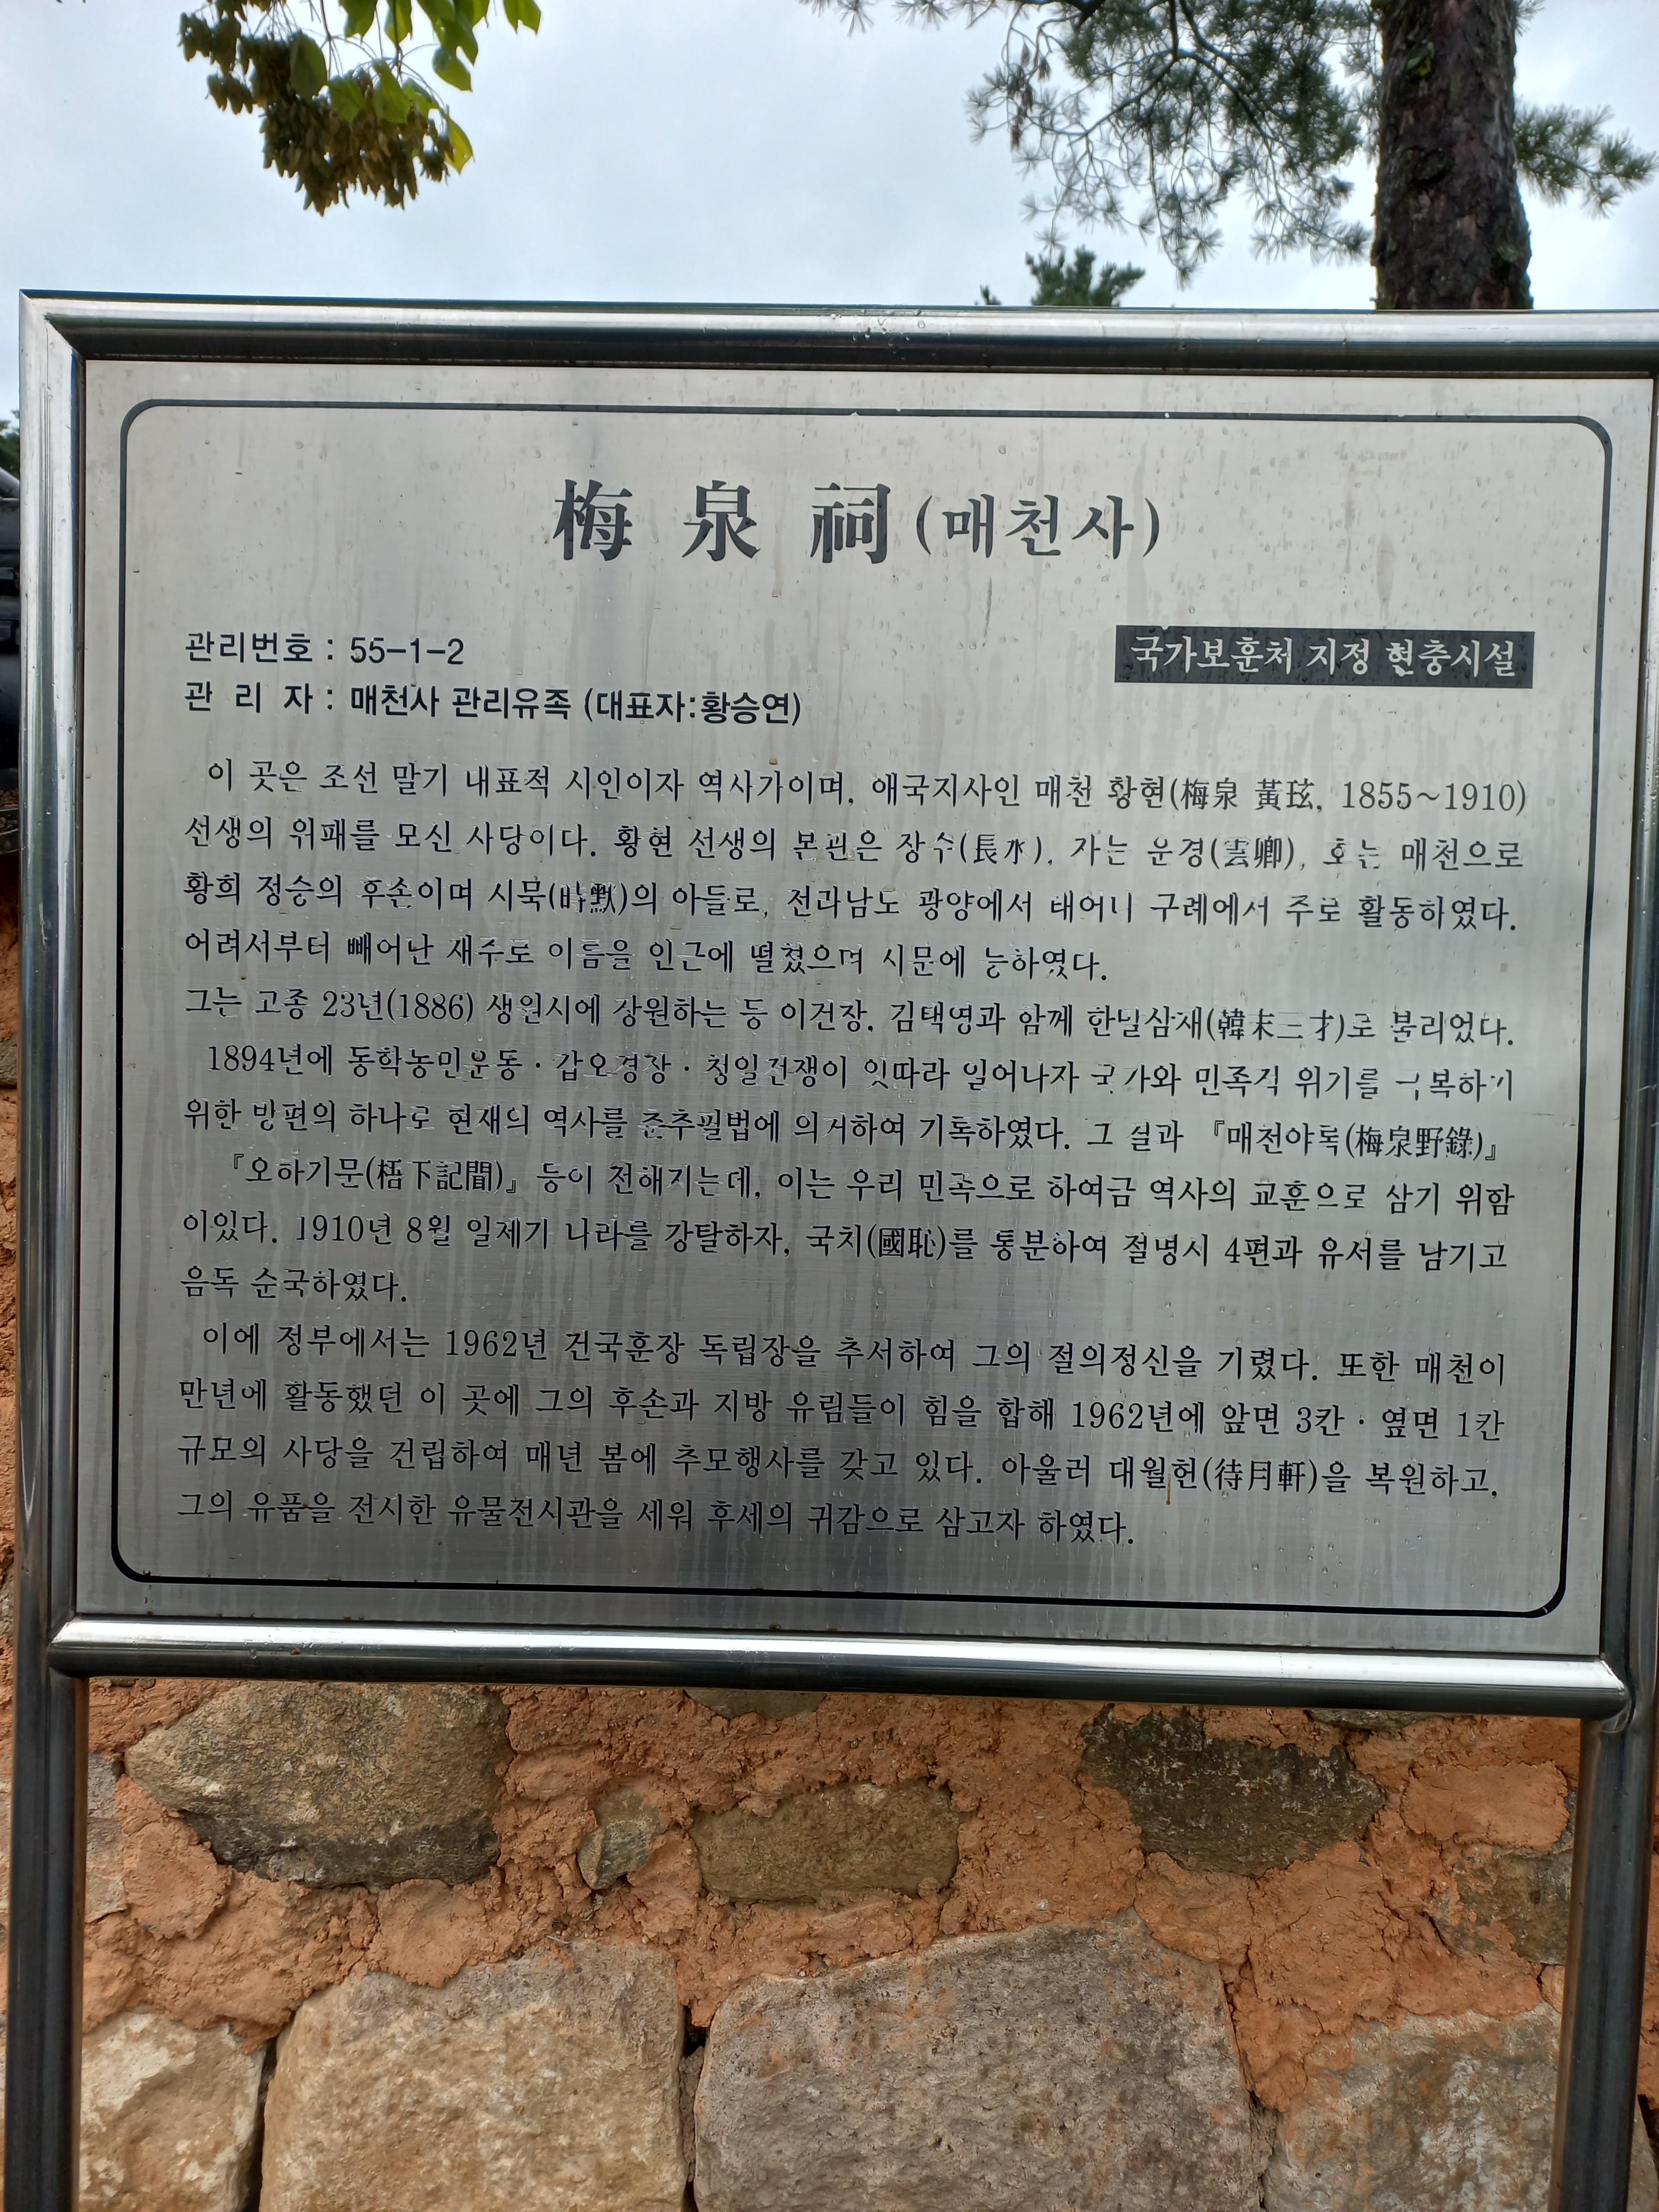 梅泉祠(매천사)
관리번호 : 55-1-2
국가보훈처 지정 현충시설
관 리 자 : 매천사 관리유족 (대표자:황승연)
이 곳은 조선 말기 대표적 시인이자 역사가이며, 애국지사인 매천 황현(梅泉 黃玹, 1855~1910)
선생의 위패를 모신 사당이다. 황현 선생의 본관은 장수(長水), 자는 운경(雲卿), 호는 매천으로
황희 정승의 후손이며 시묵(時默)의 아들로, 전라남도 광양에서 태어나 구례에서 주로 활동하였다.
어려서부터 빼어난 재주로 이름을 인근에 떨쳤으며 시문에 능하였다.
그는 고종 23년(1886) 생원시에 장원하는 등 이건창, 김택영과 함께 한말삼재(韓末三才)로 불리었다.
1894년에 동학농민운동·갑오경장·청일전쟁이 잇따라 일어나자 국가와 민족적 위기를 극복하기
위한 방편의 하나로 현재의 역사를 춘추필법에 의거하여 기록하였다. 그 결과 『매천야록(梅泉野錄)』
『오하기문(梧下記聞)』등이 전해지는데, 이는 우리 민족으로 하여금 역사의 교훈으로 삼기 위함
이었다. 1910년 8월 일제가 나라를 강탈하자, 국치(國恥)를 통분하여 절명시 4편과 유서를 남기고
음독 순국하였다.
이에 정부에서는 1962년 건국훈장 독립장을 추서하여 그의 절의정신을 기렸다. 또한 매천이
만년에 활동했던 이 곳에 그의 후손과 지방 유림들이 힘을 합해 1962년에 앞면 3칸·옆면 1칸
규모의 사당을 건립하여 매년 봄에 추모행사를 갖고 있다. 아울러 대월헌(待月軒)을 복원하고,
그의 유품을 전시한 유물전시관을 세워 후세의 귀감으로 삼고자 하였다.